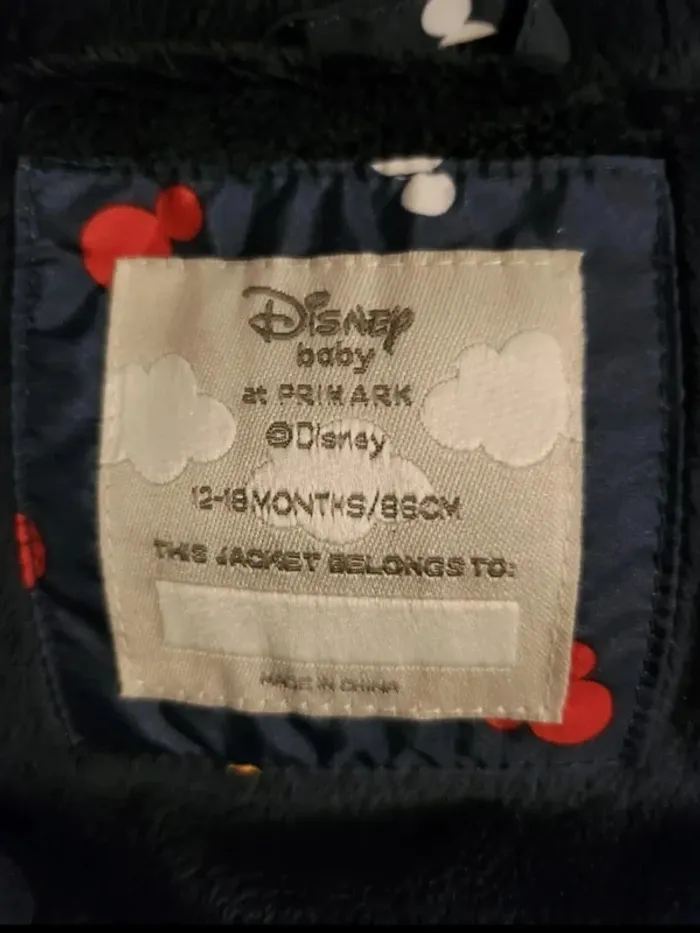 Disney
baby
at PRIMARK
©Disney
12-18 MONTHS/86CM
THIS JACKET BELONGS TO:
MADE IN CHINA